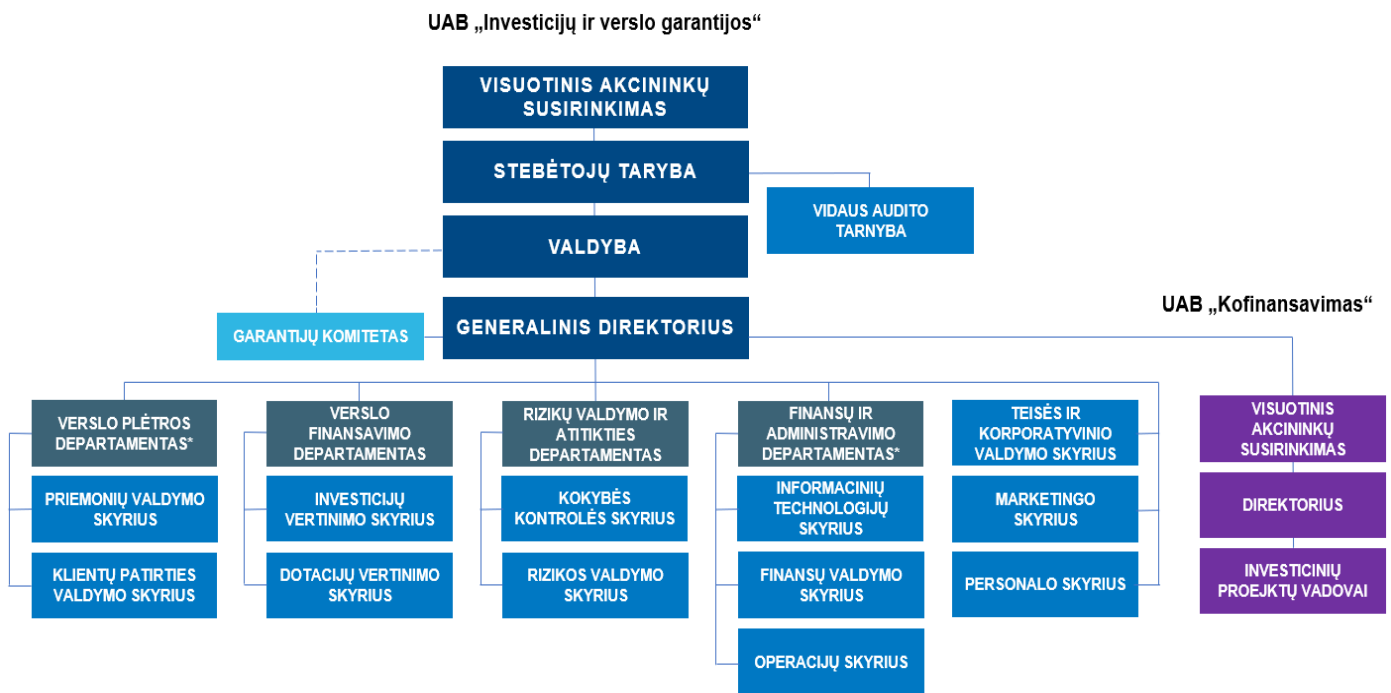 UAB „Investicijų ir verslo garantijos“
VISUOTINIS AKCININKŲ
SUSIRINKIMAS
STEBĖTOJŲ TARYBA
VIDAUS AUDITO
TARNYBA
VALDYBA
UAB „Kofinansavimas“
GARANTIJŲ KOMITETAS
GENERALINIS DIREKTORIUS
VERSLO PLĖTROS
DEPARTAMENTAS*
PRIEMONIŲ VALDYMO
SKYRIUS
KLIENTŲ PATIRTIES
VALDYMO SKYRIUS
VERSLO
FINANSAVIMO
DEPARTAMENTAS
INVESTICIJŲ
VERTINIMO SKYRIUS
DOTACIJŲ VERTINIMO
SKYRIUS
RIZIKŲ VALDYMO IR
ATITIKTIES
DEPARTAMENTAS
KOKYBĖS
KONTROLĖS SKYRIUS
RIZIKOS VALDYMO
SKYRIUS
FINANSŲ IR
ADMINISTRAVIMO
DEPARTAMENTAS*
INFORMACINIŲ
TECHNOLOGIJŲ
SKYRIUS
FINANSŲ VALDYMO
SKYRIUS
OPERACIJŲ SKYRIUS
TEISĖS IR
KORPORATYVINIO
VALDYMO SKYRIUS
MARKETINGO
SKYRIUS
PERSONALO SKYRIUS
VISUOTINIS
AKCININKŲ
SUSIRINKIMAS
DIREKTORIUS
INVESTICINIŲ
PROEJKTŲ VADOVAI